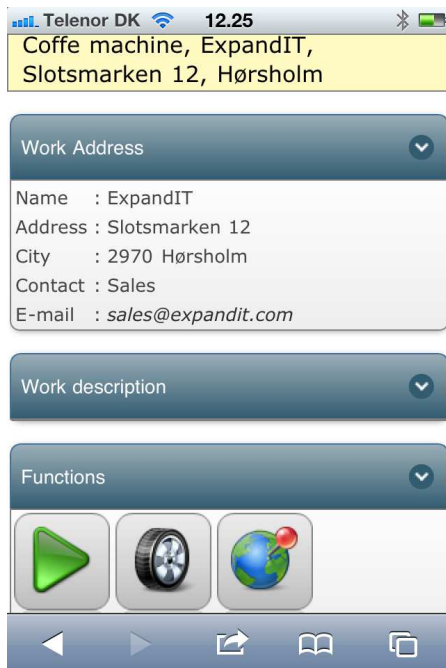 Telenor DK 12.25
Coffe machine, ExpandIT,
Slotsmarken 12, Hørsholm
Work Address
Name : ExpandIT
Address : Slotsmarken 12
City : 2970 Hørsholm
Contact : Sales
E-mail : sales@expandit.com
Work description
Functions